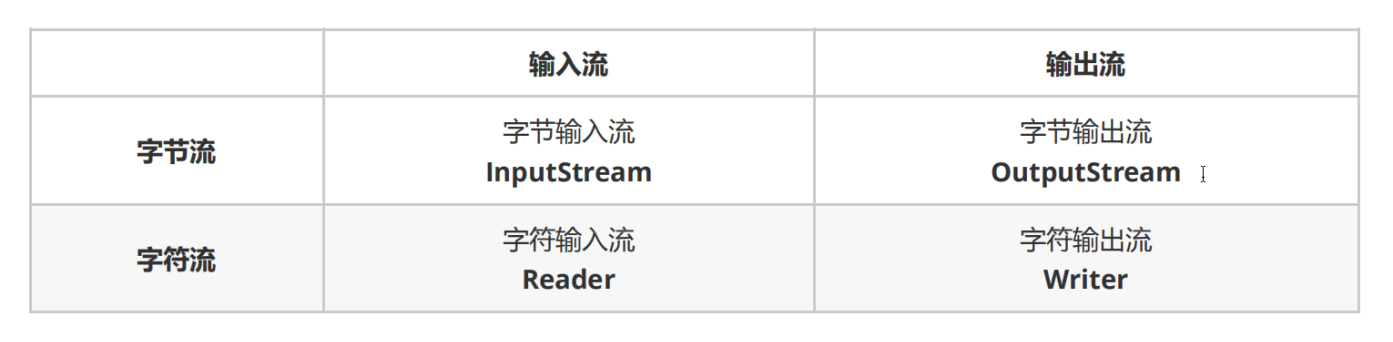 输入流
输出流
字节流
字节输入流
InputStream
字节输出流
OutputStream
字符流
字符输入流
Reader
字符输出流
Writer